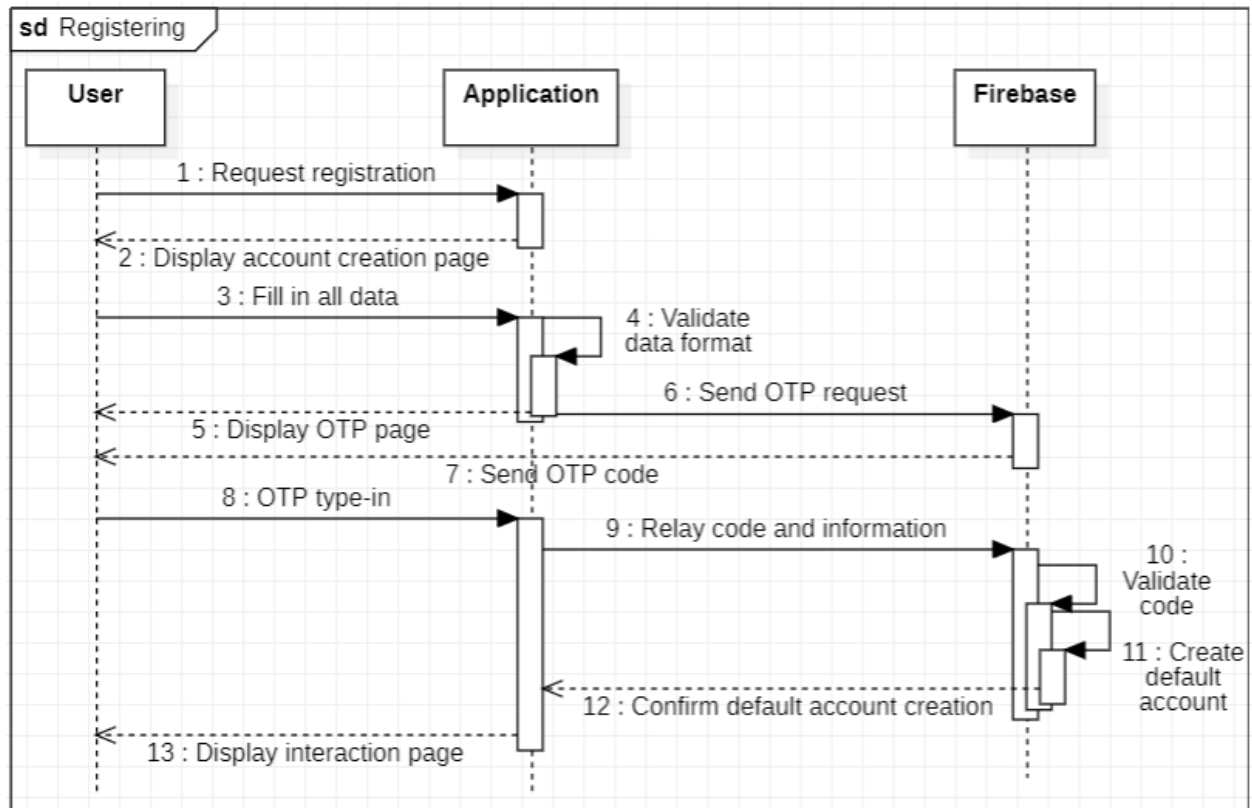 sd Registering
User
Application
Firebase
1 : Request registration
2 : Display account creation page
3 : Fill in all data
4 : Validate
data format
6 : Send OTP request
5 : Display OTP page
7 : Send OTP code
8 : OTP type-in
9 : Relay code and information
10 :
Validate
code
11 : Create
default
account
12 : Confirm default account creation
13 : Display interaction page